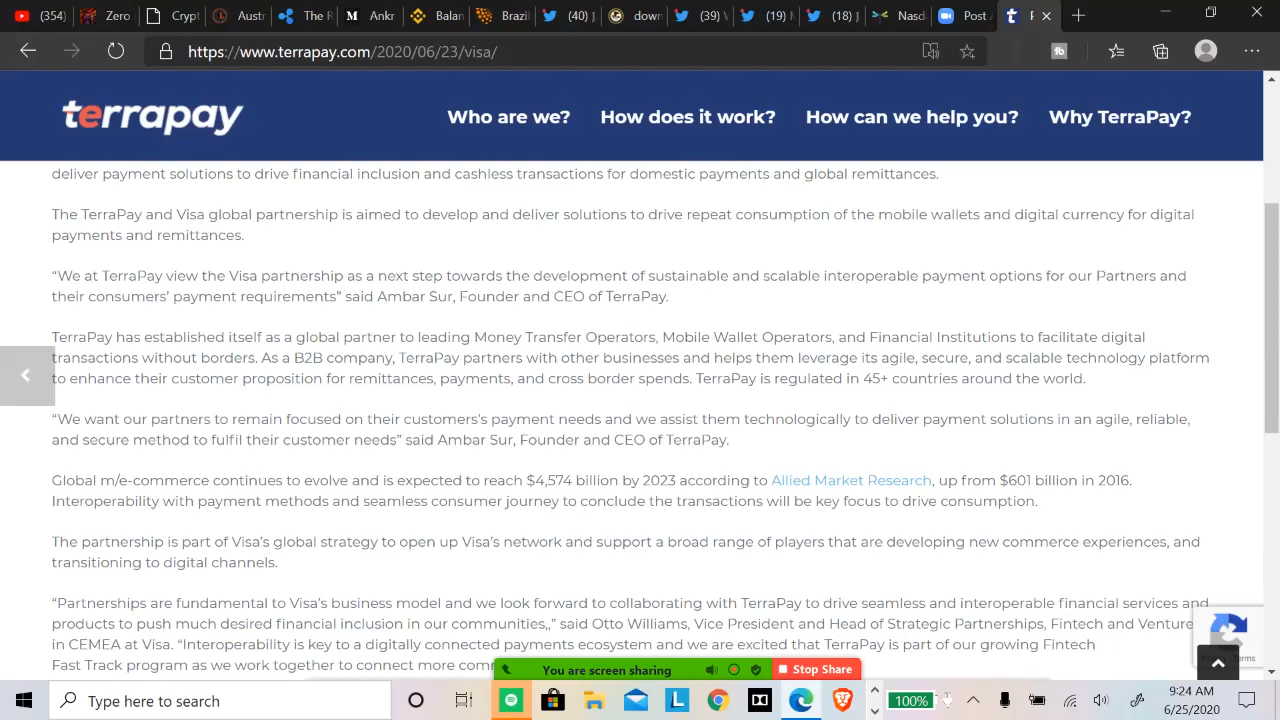 (354)
Zero
Crypt
Austr
The R
Ankr
Balan
Brazil
(40) J
down
(39) V
(19) M
(18) J
Nasd
Post
https://www.terrapay.com/2020/06/23/visa/
terrapay
Who are we?
How does it work?
How can we help you?
Why TerraPay?
deliver payment solutions to drive financial inclusion and cashless transactions for domestic payments and global remittances.
The TerraPay and Visa global partnership is aimed to develop and deliver solutions to drive repeat consumption of the mobile wallets and digital currency for digital
payments and remittances.
“We at TerraPay view the Visa partnership as a next step towards the development of sustainable and scalable interoperable payment options for our Partners and
their consumers’ payment requirements” said Ambar Sur, Founder and CEO of TerraPay.
TerraPay has established itself as a global partner to leading Money Transfer Operators, Mobile Wallet Operators, and Financial Institutions to facilitate digital
transactions without borders. As a B2B company, TerraPay partners with other businesses and helps them leverage its agile, secure, and scalable technology platform
to enhance their customer proposition for remittances, payments, and cross border spends. TerraPay is regulated in 45+ countries around the world.
“We want our partners to remain focused on their customers’s payment needs and we assist them technologically to deliver payment solutions in an agile, reliable,
and secure method to fulfil their customer needs” said Ambar Sur, Founder and CEO of TerraPay.
Global m/e-commerce continues to evolve and is expected to reach $4,574 billion by 2023 according to Allied Market Research, up from $601 billion in 2016.
Interoperability with payment methods and seamless consumer journey to conclude the transactions will be key focus to drive consumption.
The partnership is part of Visa’s global strategy to open up Visa’s network and support a broad range of players that are developing new commerce experiences, and
transitioning to digital channels.
“Partnerships are fundamental to Visa’s business model and we look forward to collaborating with TerraPay to drive seamless and interoperable financial services and
products to push much desired financial inclusion in our communities,,” said Otto Williams, Vice President and Head of Strategic Partnerships, Fintech and Venture
in CEMEA at Visa. “Interoperability is key to a digitally connected payments ecosystem and we are excited that TerraPay is part of our growing Fintech
Fast Track program as we work together to connect more com
Terms
You are screen sharing
Stop Share
Type here to search
100%
9:24 AM
6/25/2020